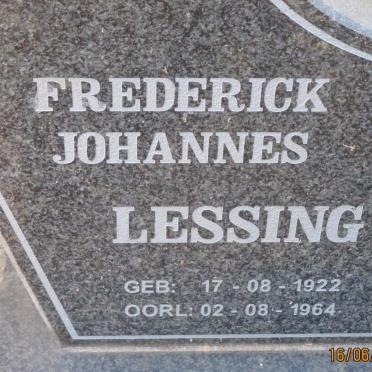 FREDERICK
JOHANNES
LESSING
GEB: 17 - 08 - 1922
OORL: 02 - 08 - 1964
16/06